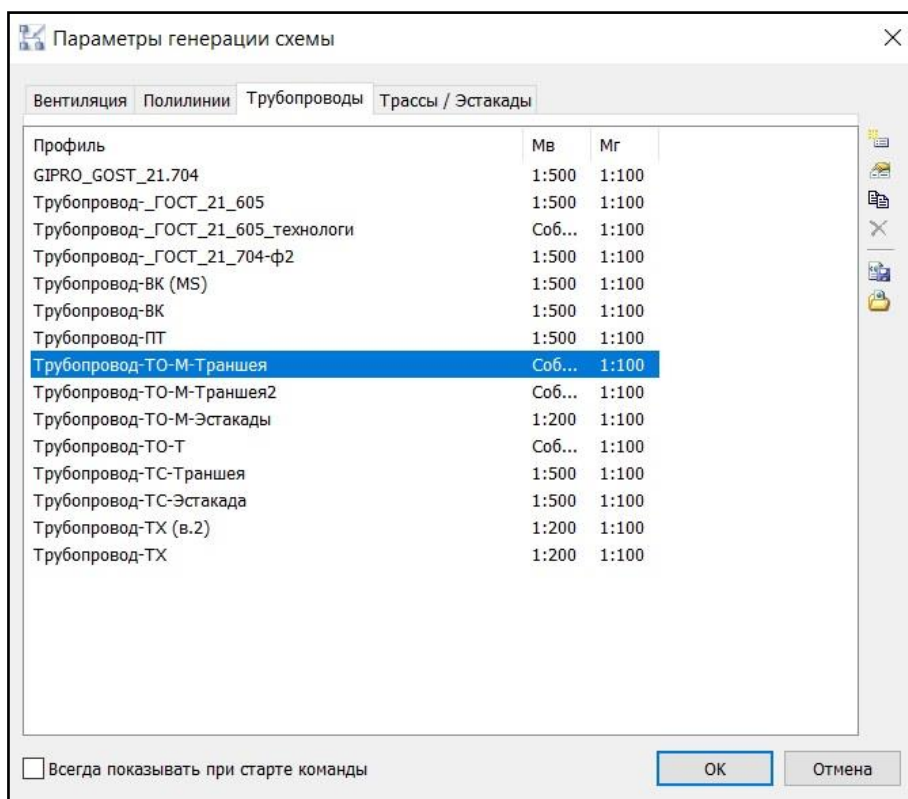 Параметры генерации схемы
Вентиляция Полилинии Трубопроводы Трассы / Эстакады
Профиль Мв Мг
GIPRO_GOST_21.704 1:500 1:100
Трубопровод-_ГОСТ_21_605 1:500 1:100
Трубопровод-_ГОСТ_21_605_технологи Соб... 1:100
Трубопровод-_ГОСТ_21_704-ф2 1:500 1:100
Трубопровод-ВК (MS) 1:500 1:100
Трубопровод-ВК 1:500 1:100
Трубопровод-ПТ 1:500 1:100
Трубопровод-ТО-М-Траншея Соб... 1:100
Трубопровод-ТО-М-Траншея2 Соб... 1:100
Трубопровод-ТО-М-Эстакады 1:200 1:100
Трубопровод-ТО-Т Соб... 1:100
Трубопровод-ТС-Траншея 1:500 1:100
Трубопровод-ТС-Эстакада 1:500 1:100
Трубопровод-ТХ (в.2) 1:200 1:100
Трубопровод-ТХ 1:200 1:100
Всегда показывать при старте команды ОК Отмена